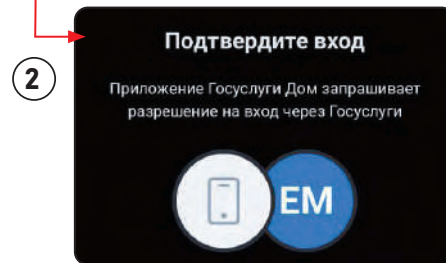 Подтвердите вход
2
Приложение Госуслуги Дом запрашивает
разрешение на вход через Госуслуги
EM